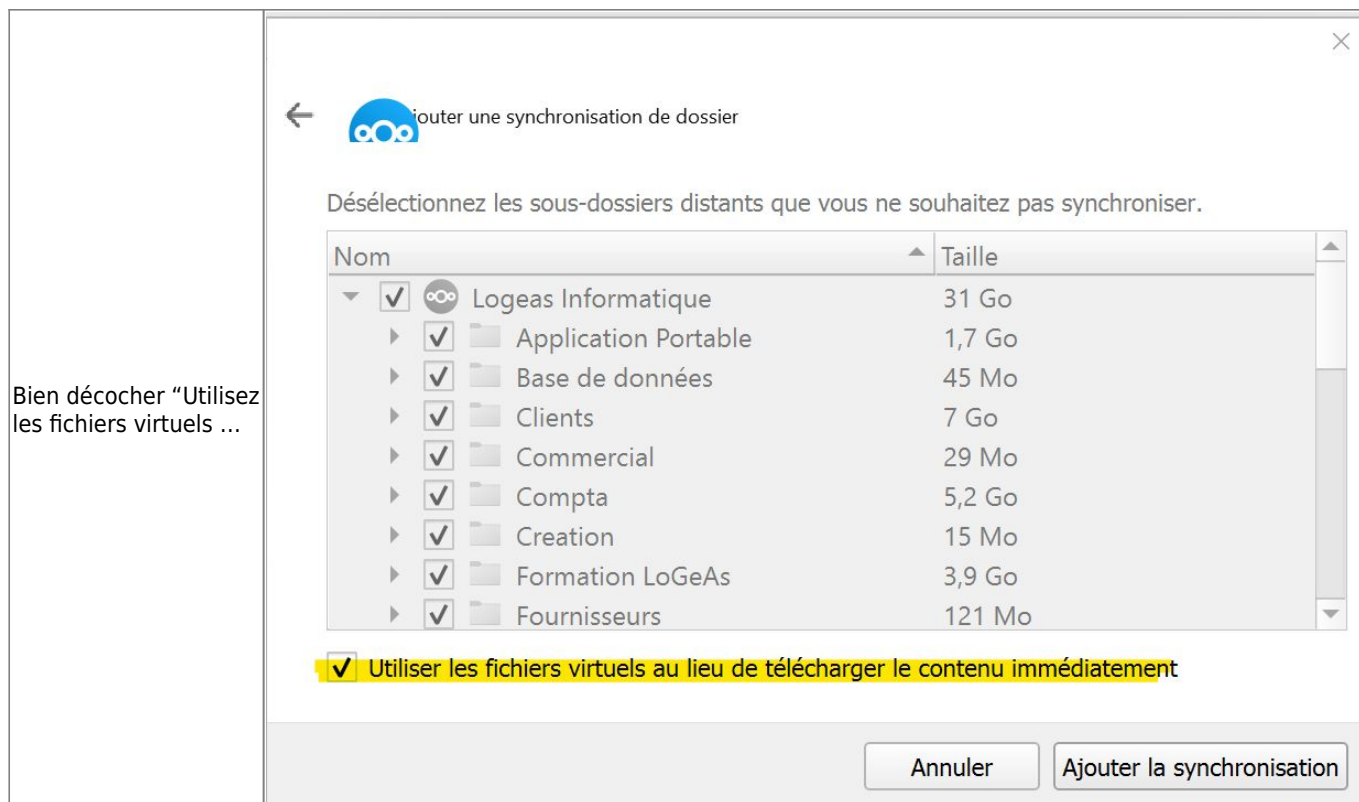 Bien décocher “Utilisez
les fichiers virtuels ...
jouter une synchronisation de dossier
Désélectionnez les sous-dossiers distants que vous ne souhaitez pas synchroniser.
Nom Taille
Logeas Informatique 31 Go
Application Portable 1,7 Go
Base de données 45 Mo
Clients 7 Go
Commercial 29 Mo
Compta 5,2 Go
Creation 15 Mo
Formation LoGeAs 3,9 Go
Fournisseurs 121 Mo
Utiliser les fichiers virtuels au lieu de télécharger le contenu immédiatement
Annuler Ajouter la synchronisation